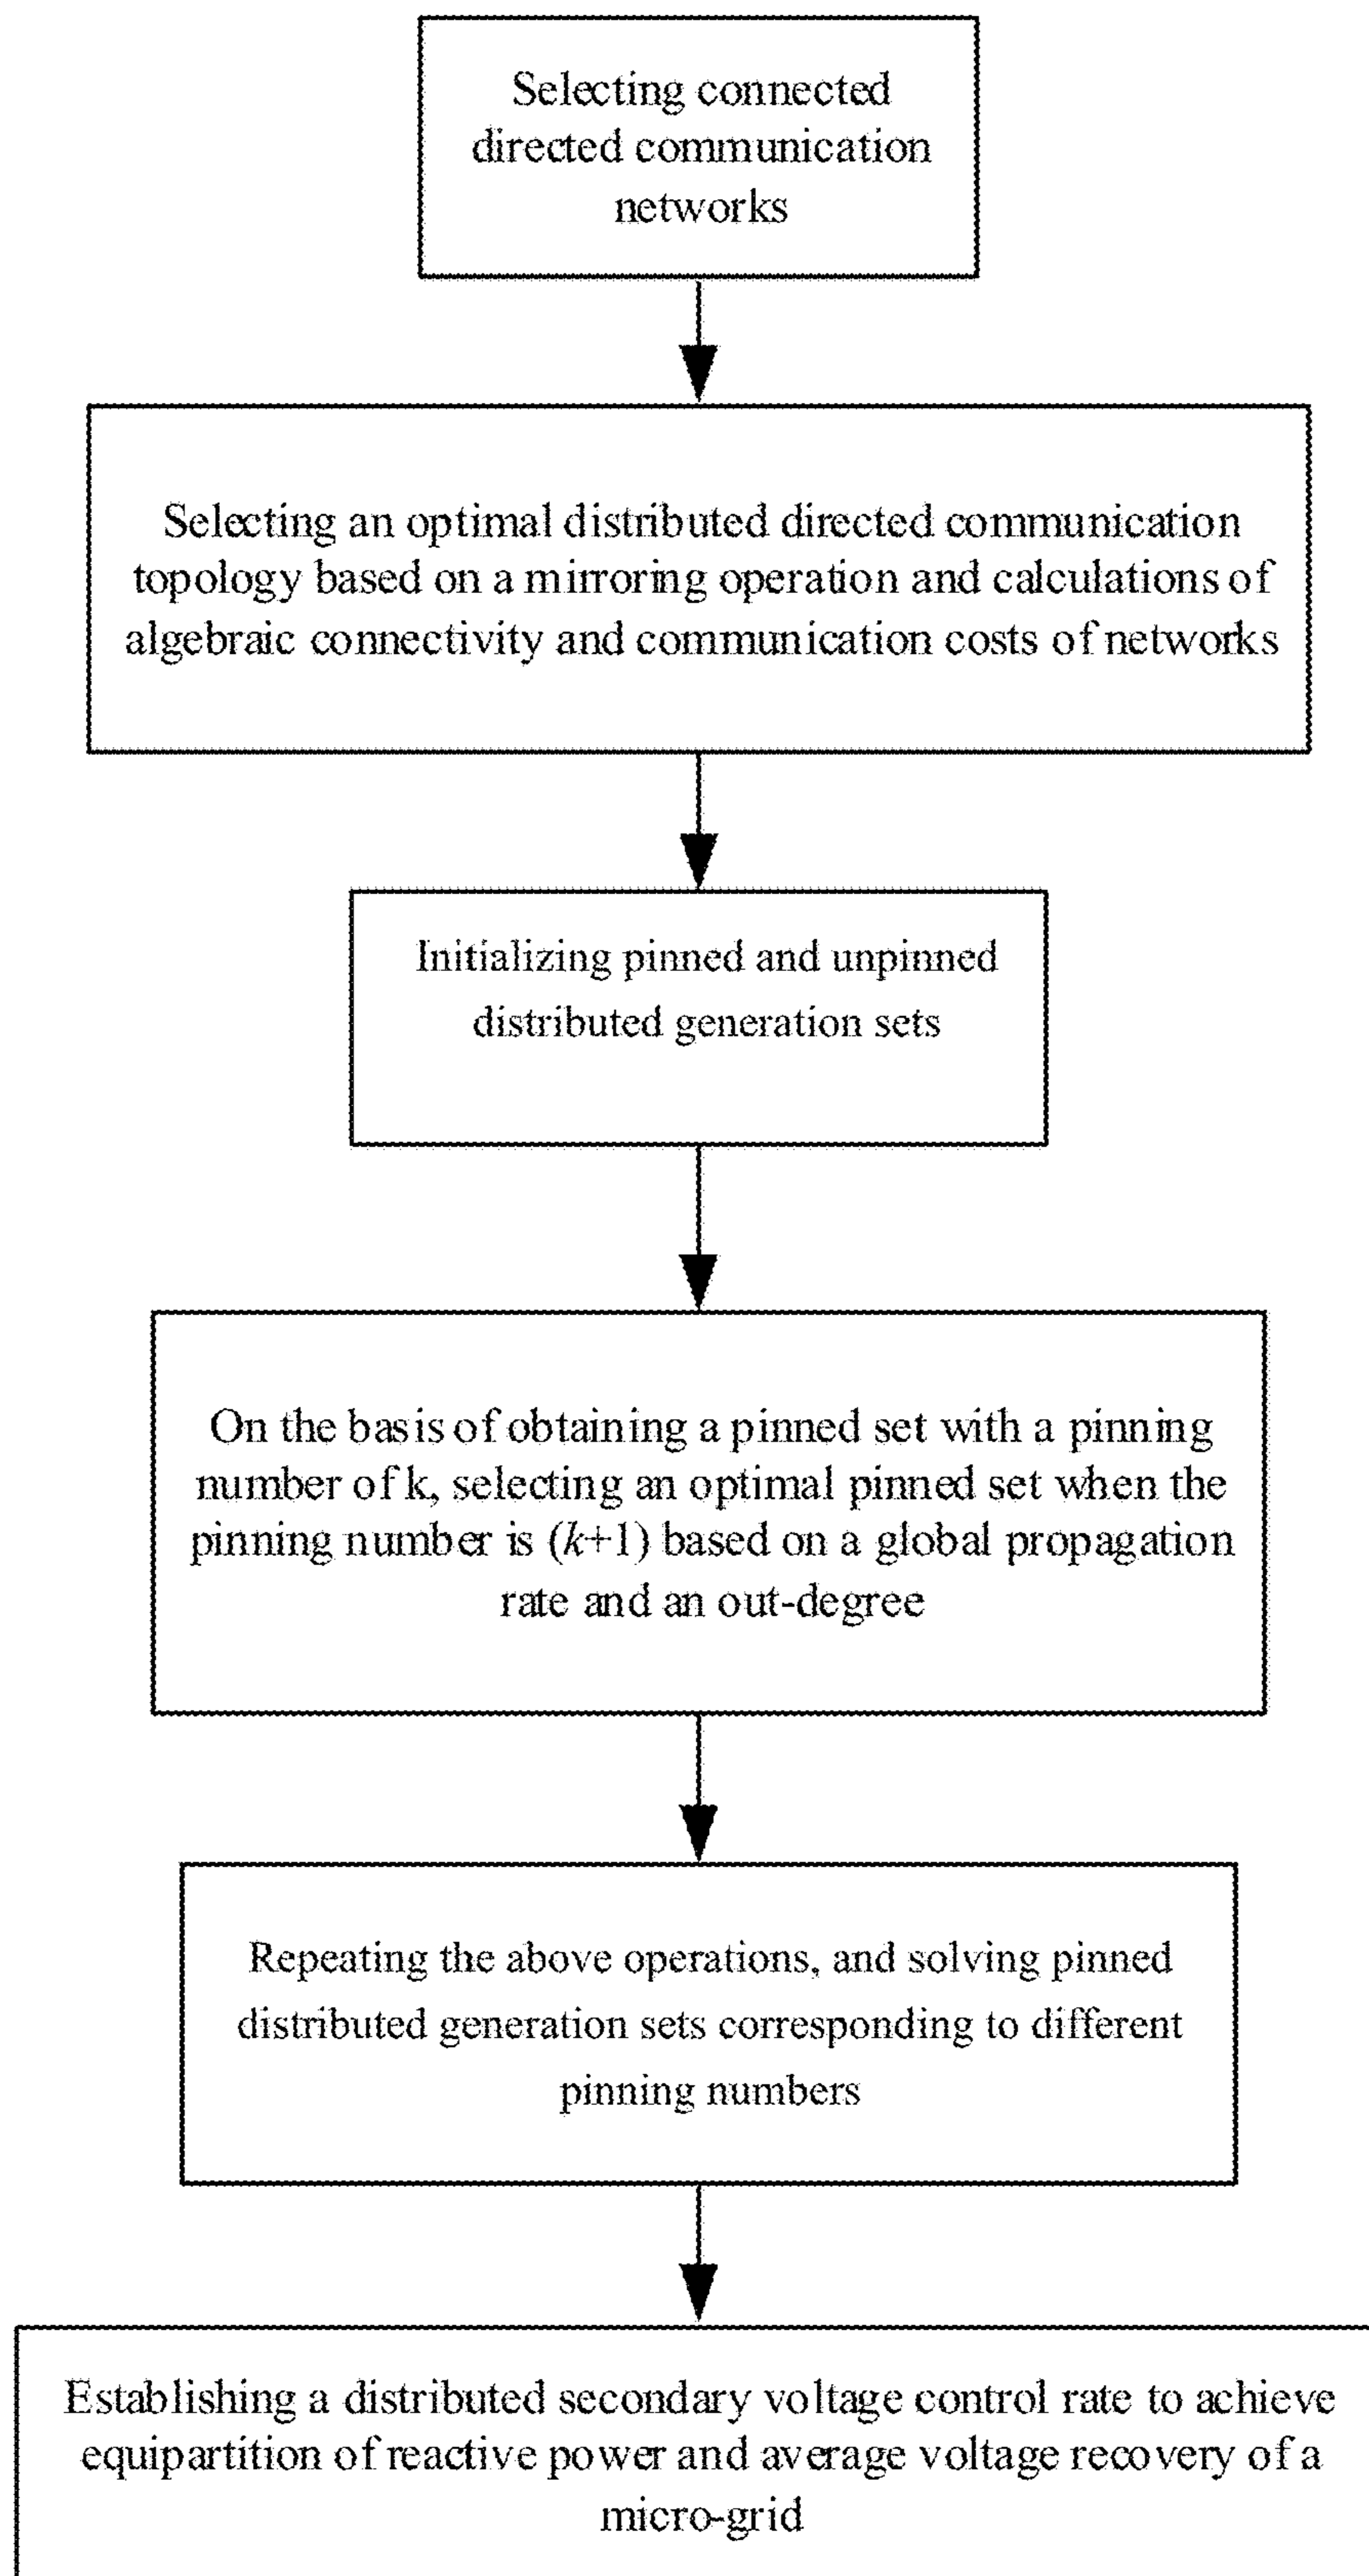 Selecting connected
directed communication
networks
Selecting an optimal distributed directed communication
topology based on a mirroring operation and calculations of
algebraic connectivity and communication costs of networks
Initializing pinned and unpinned
distributed generation sets
On the basis of obtaining a pinned set with a pinning
number of k, selecting an optimal pinned set when the
pinning number is (k+1) based on a global propagation
rate and an out-degree
Repeating the above operations, and solving pinned
distributed generation sets corresponding to different
pinning numbers
Establishing a distributed secondary voltage control rate to achieve
equipartition of reactive power and average voltage recovery of a
micro-grid